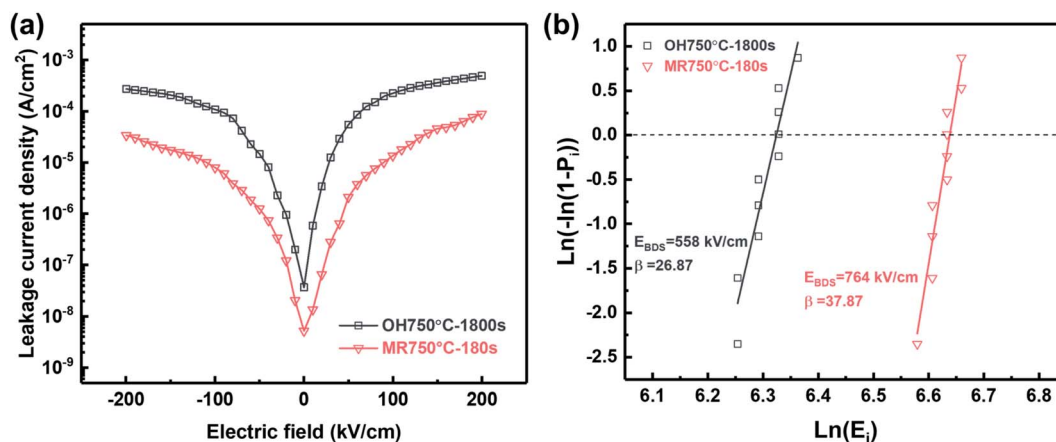 (a)
Leakage current density (A/cm²)
10⁻³
10⁻⁴
10⁻⁵
10⁻⁶
10⁻⁷
10⁻⁸
10⁻⁹
OH750°C-1800s
MR750°C-180s
-200 -100 0 100 200
Electric field (kV/cm)
(b)
Ln(-ln(1-Pᵢ))
1.0
0.5
0.0
-0.5
-1.0
-1.5
-2.0
-2.5
OH750°C-1800s
MR750°C-180s
E_BDS=558 kV/cm
β=26.87
E_BDS=764 kV/cm
β=37.87
6.1 6.2 6.3 6.4 6.5 6.6 6.7 6.8
Ln(Eᵢ)